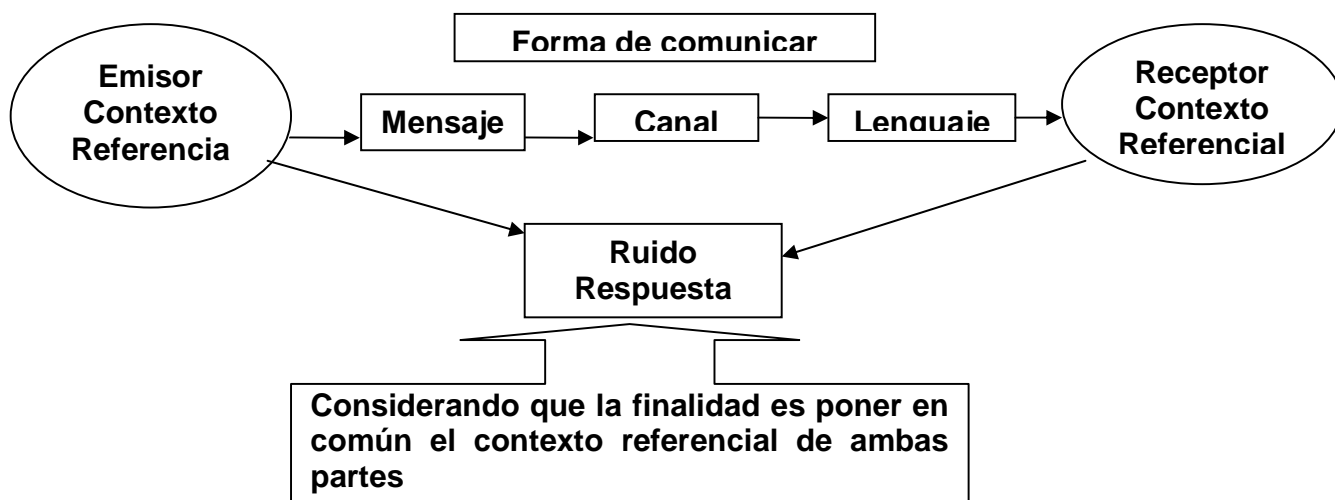 Forma de comunicar
Emisor
Contexto
Referencia
Mensaje
Canal
Lenguaje
Receptor
Contexto
Referencial
Ruido
Respuesta
Considerando que la finalidad es poner en
común el contexto referencial de ambas
partes